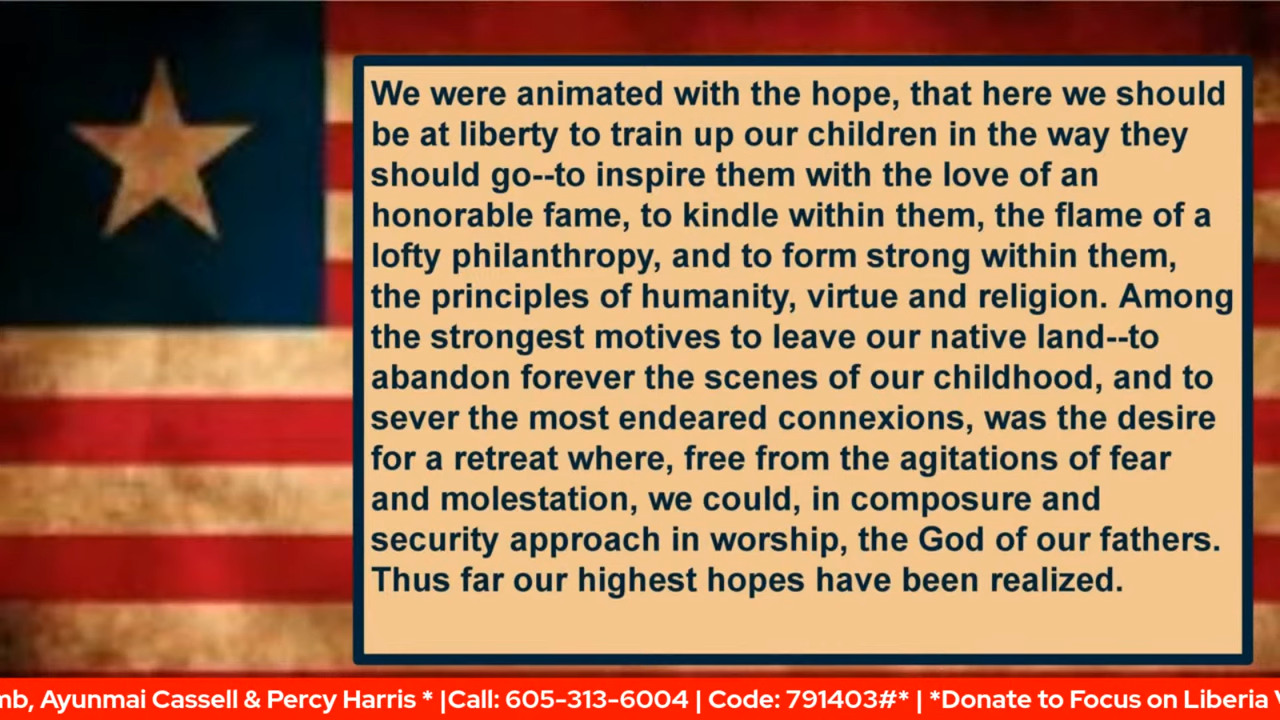 We were animated with the hope, that here we should
be at liberty to train up our children in the way they
should go--to inspire them with the love of an
honorable fame, to kindle within them, the flame of a
lofty philanthropy, and to form strong within them,
the principles of humanity, virtue and religion. Among
the strongest motives to leave our native land--to
abandon forever the scenes of our childhood, and to
sever the most endeared connexions, was the desire
for a retreat where, free from the agitations of fear
and molestation, we could, in composure and
security approach in worship, the God of our fathers.
Thus far our highest hopes have been realized.
Ayunmai Cassell & Percy Harris * |Call: 605-313-6004 | Code: 791403#* | *Donate to Focus on Liberia